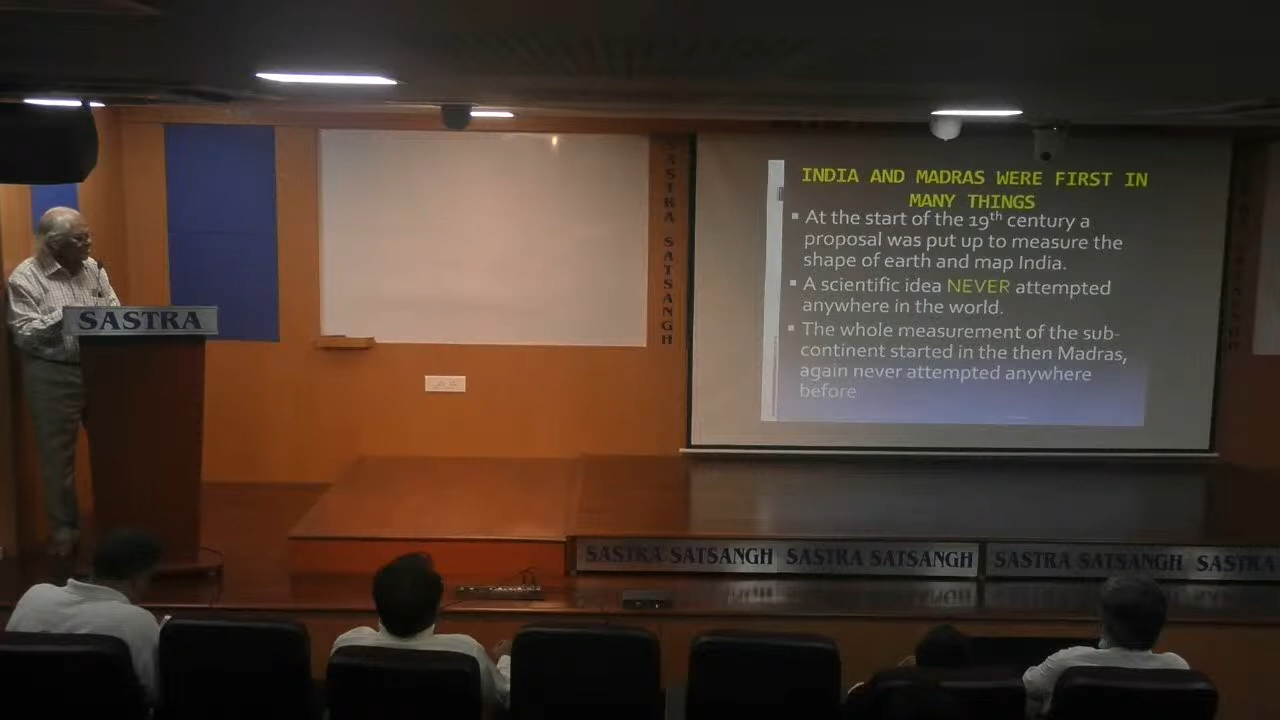 SASTRA
SASTRA SATSANGH
INDIA AND MADRAS WERE FIRST IN
MANY THINGS
▪ At the start of the 19th century a
proposal was put up to measure the
shape of earth and map India.
▪ A scientific idea NEVER attempted
anywhere in the world.
▪ The whole measurement of the sub-
continent started in the then Madras,
again never attempted anywhere
before
SASTRA SATSANGH SASTRA SATSANGH SASTRA SATSANGH SASTRA